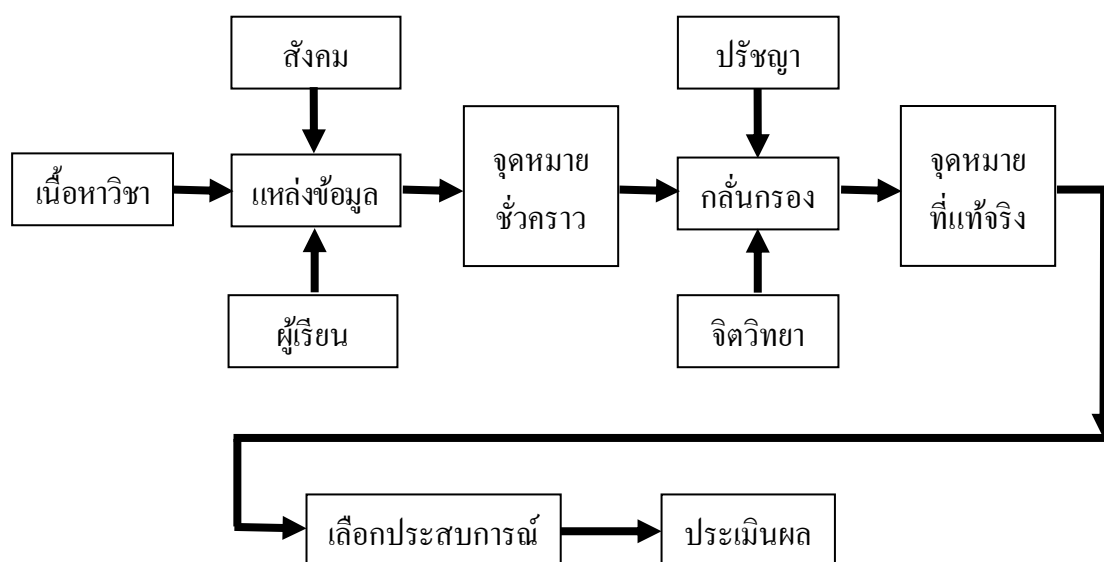 สังคม
ปรัชญา
เนื้อหาวิชา
แหล่งข้อมูล
จุดหมาย
ชั่วคราว
กลั่นกรอง
จุดหมาย
ที่แท้จริง
ผู้เรียน
จิตวิทยา
เลือกประสบการณ์
ประเมินผล